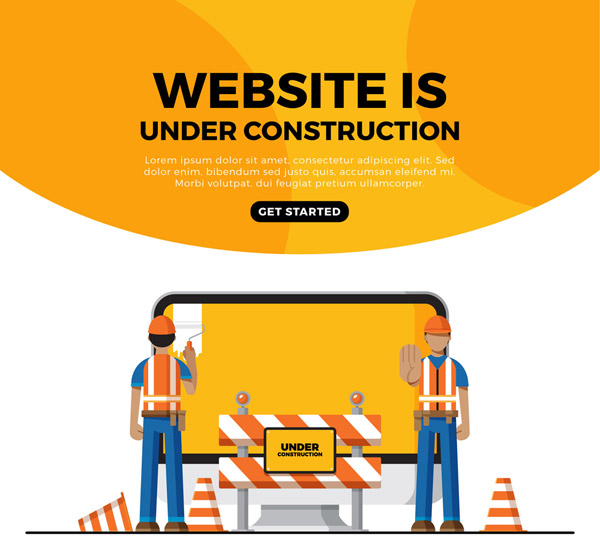 WEBSITE IS
UNDER CONSTRUCTION
Lorem ipsum dolor sit amet, consectetur adipiscing elit. Sed
enim, bibendum sed justo quis, accumsan eleifend mi.
Morbi volutpat, dui feugiat pretium ullamcorper.
GET STARTED
UNDER
CONSTRUCTION